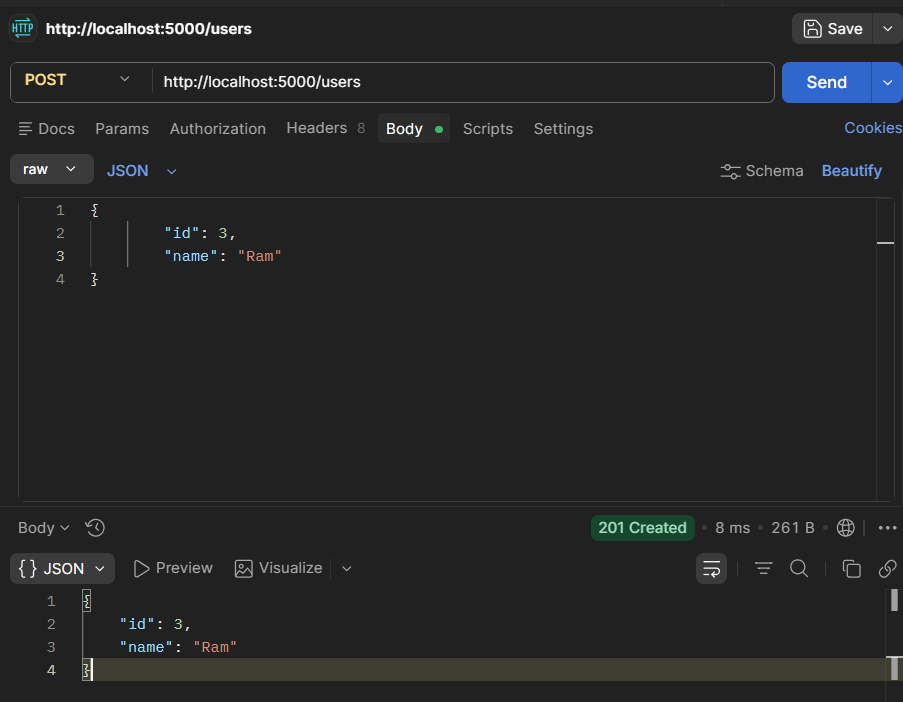 HTTP http://localhost:5000/users Save
POST http://localhost:5000/users Send
Docs Params Authorization Headers 8 Body Scripts Settings Cookies
raw JSON Schema Beautify
1 {
2 "id": 3,
3 "name": "Ram"
4 }
Body 201 Created 8 ms 261 B
{} JSON Preview Visualize
1 {
2 "id": 3,
3 "name": "Ram"
4 }